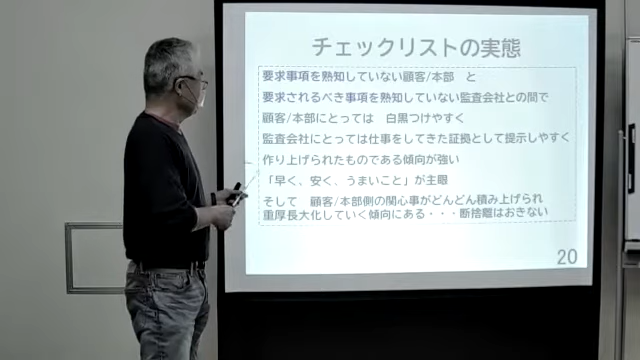 チェックリストの実態
要求事項を熟知していない顧客/本部　と
要求されるべき事項を熟知していない監査会社との間で
顧客/本部にとっては　白黒つけやすく
監査会社にとっては仕事をしてきた証拠として提示しやすく
作り上げられたものである傾向が強い
「早く、安く、うまいこと」が主眼
そして　顧客/本部側の関心事がどんどん積み上げられ
重厚長大化していく傾向にある・・・断捨離はおきない
20